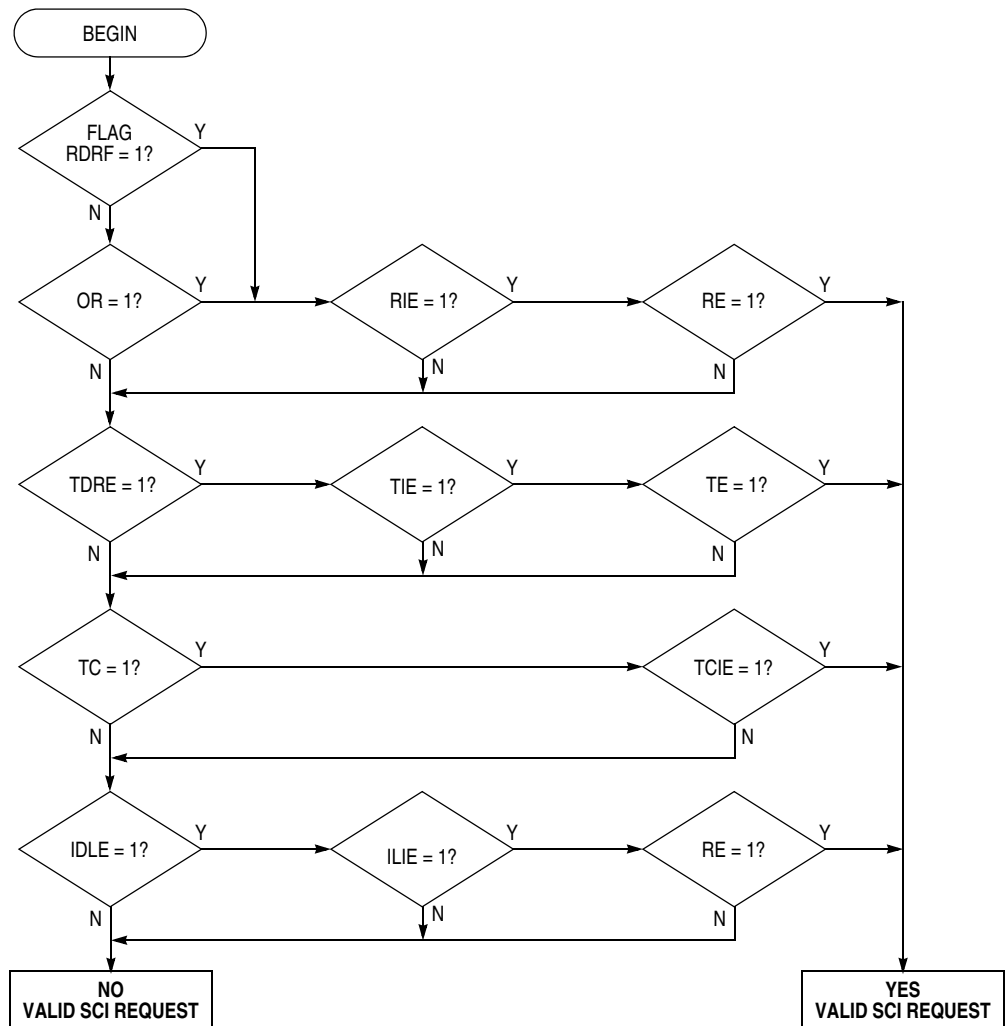 BEGIN
FLAG
RDRF = 1?
Y
N
OR = 1?
Y
RIE = 1?
Y
RE = 1?
Y
N
N
N
TDRE = 1?
Y
TIE = 1?
Y
TE = 1?
Y
N
N
N
TC = 1?
Y
TCIE = 1?
Y
N
N
IDLE = 1?
Y
ILIE = 1?
Y
RE = 1?
Y
N
N
N
NO
VALID SCI REQUEST
YES
VALID SCI REQUEST